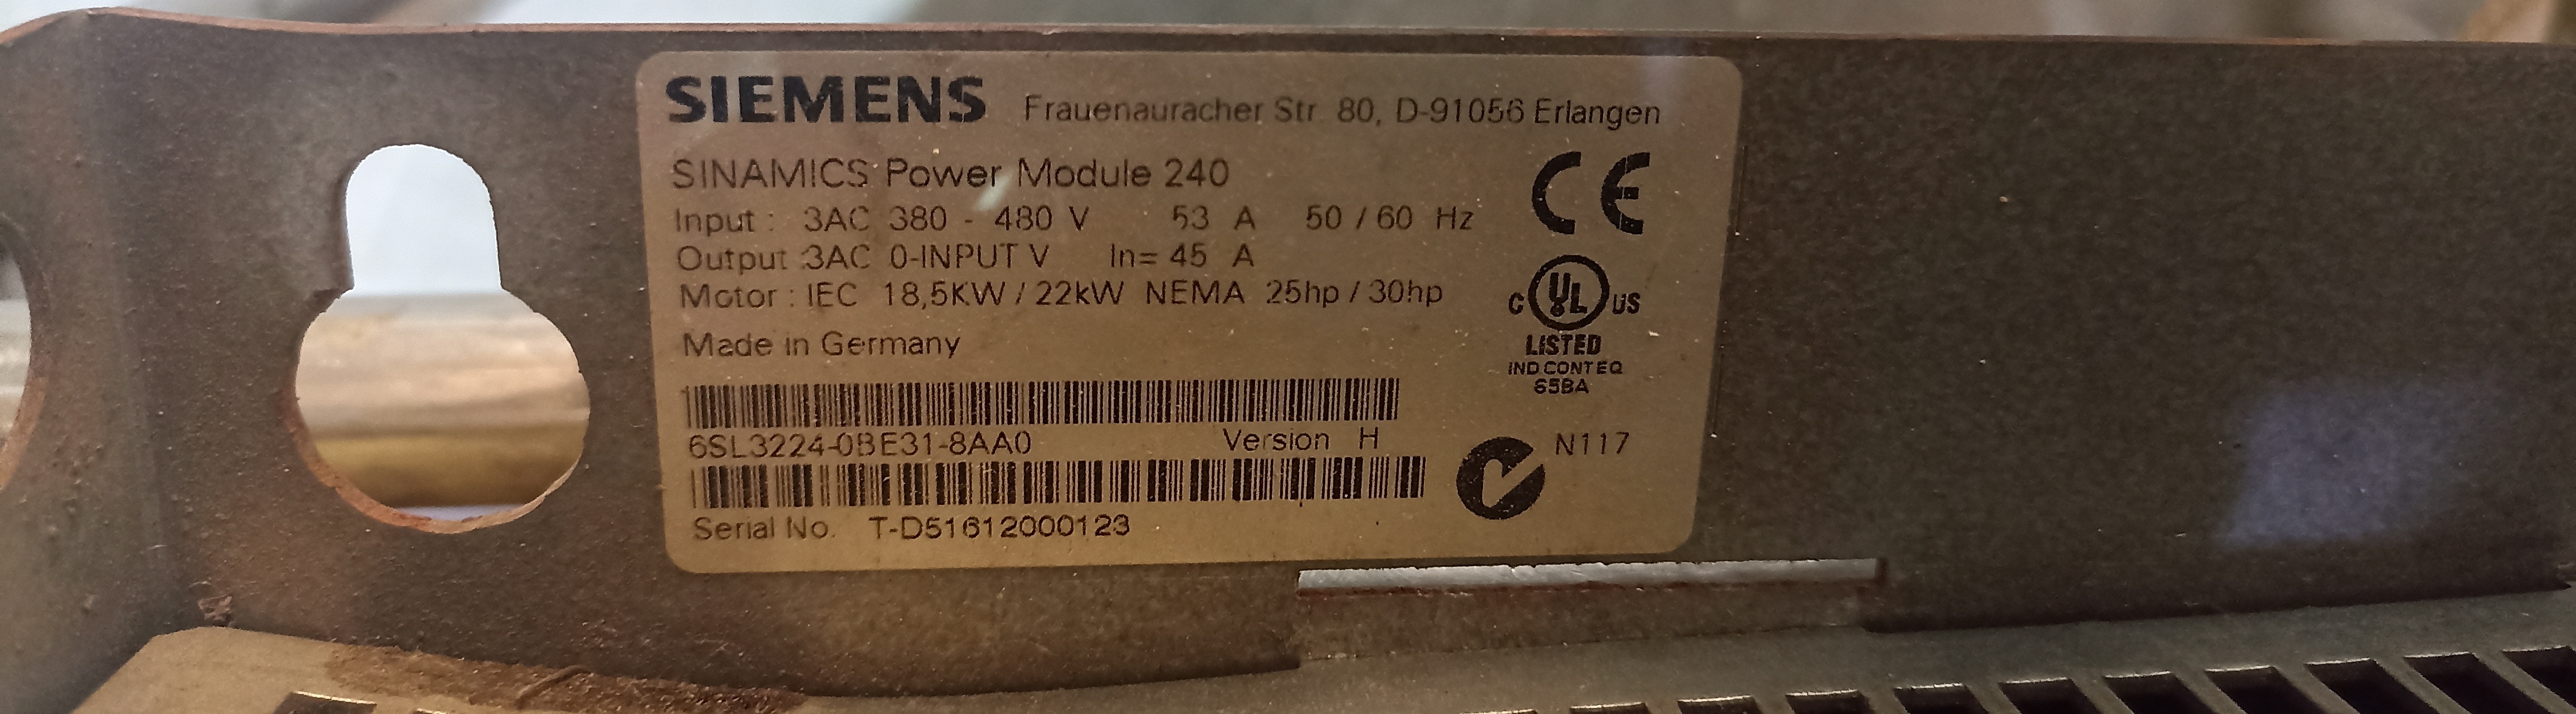 SIEMENS Frauenauracher Str. 80, D-91056 Erlangen
SINAMICS Power Module 240
Input : 3AC 380 - 480 V 53 A 50 / 60 Hz
Output :3AC 0-INPUT V In= 45 A
Motor : IEC 18,5KW / 22kW NEMA 25hp / 30hp
Made in Germany
CE
C UL US
LISTED
IND CONT EQ
65BA
6SL3224-0BE31-8AA0 Version H
N117
Serial No. T-D51612000123